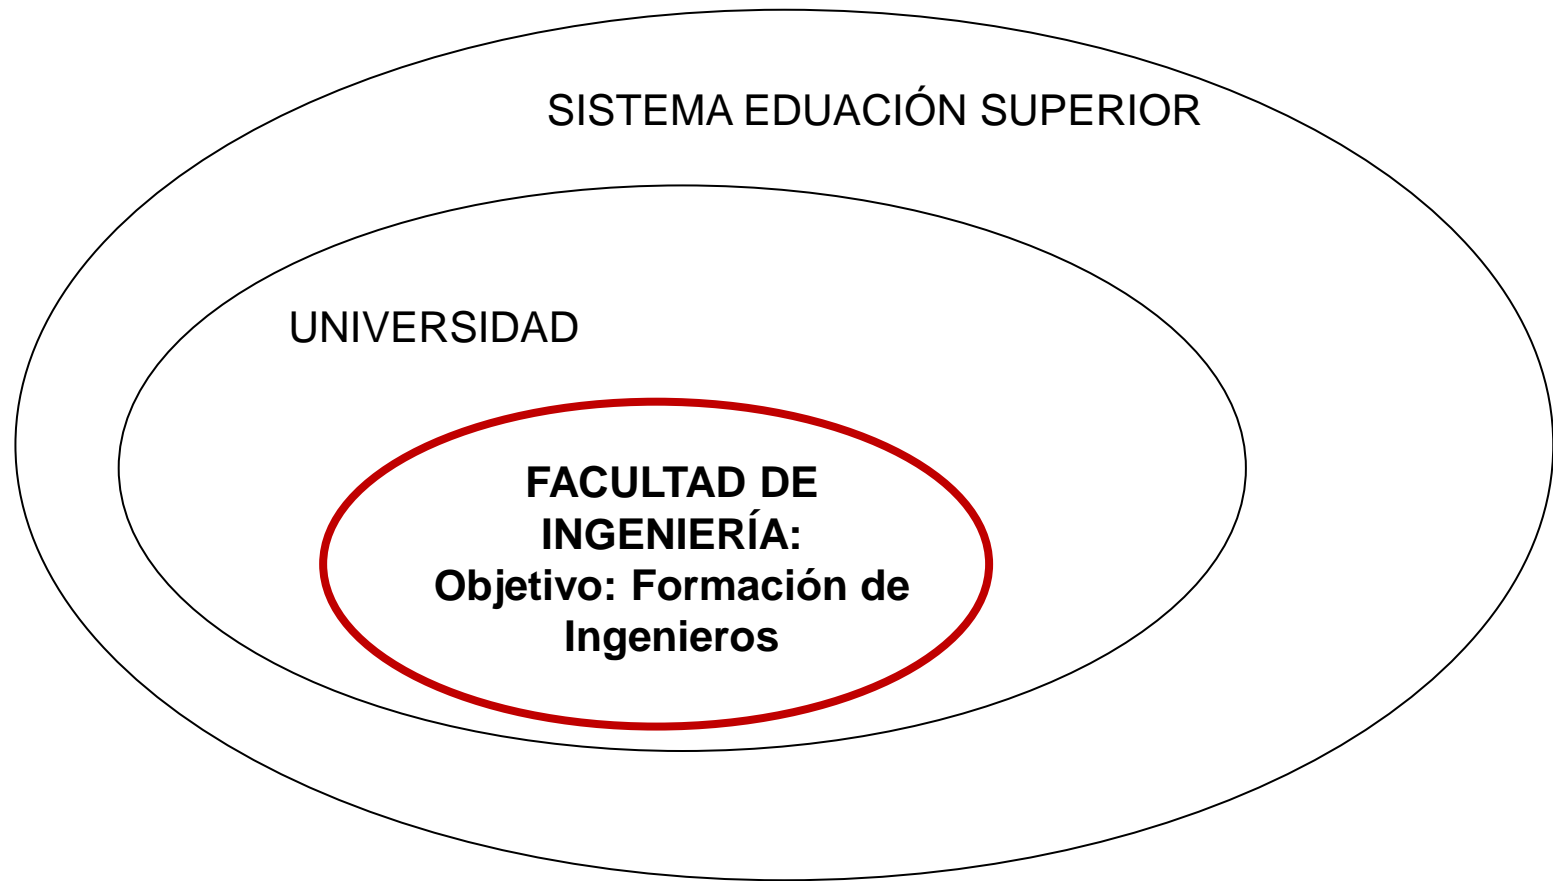 SISTEMA EDUACIÓN SUPERIOR
UNIVERSIDAD
FACULTAD DE
INGENIERÍA:
Objetivo: Formación de
Ingenieros